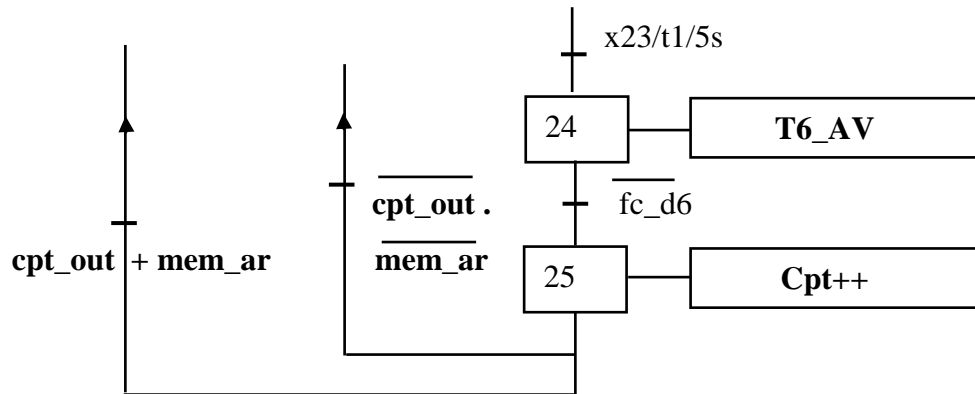 x23/t1/5s
24
T6_AV
cpt_out .
fc_d6
cpt_out + mem_ar
mem_ar
25
Cpt++